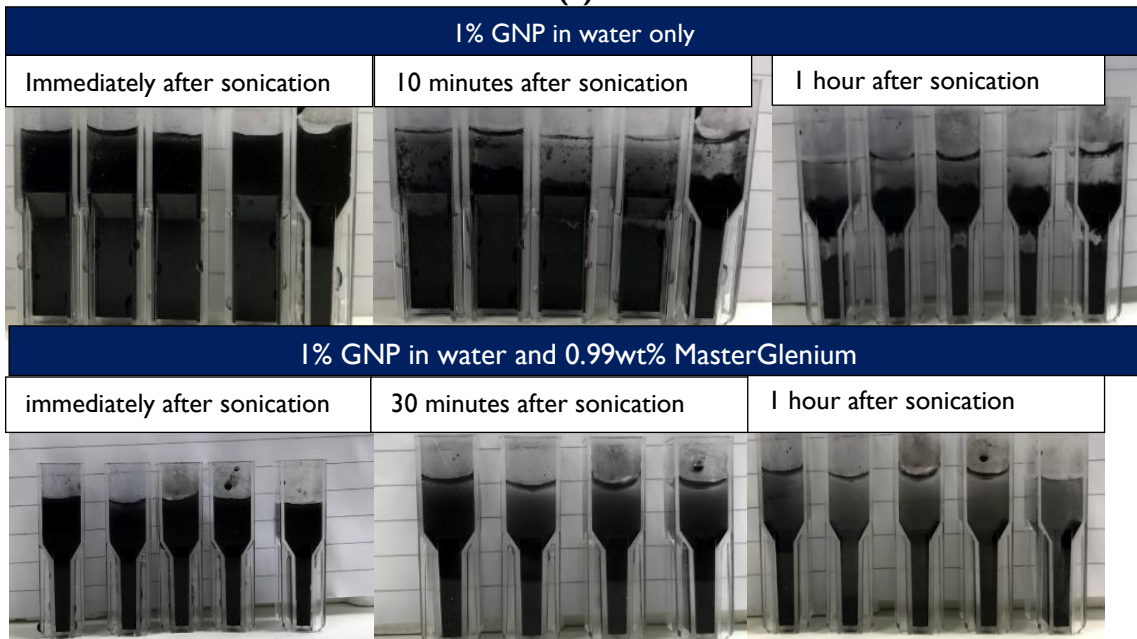 1% GNP in water only
Immediately after sonication
10 minutes after sonication
1 hour after sonication
1% GNP in water and 0.99wt% MasterGlenium
immediately after sonication
30 minutes after sonication
1 hour after sonication